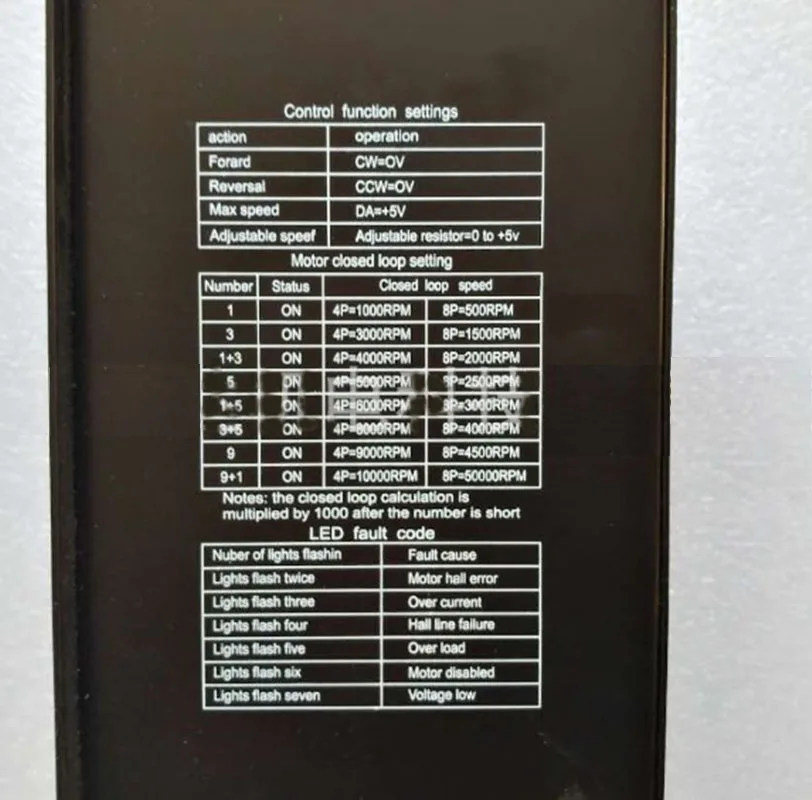 Control function settings
action operation
Forard CW=OV
Reversal CCW=OV
Max speed DA=+5V
Adjustable speef Adjustable resistor=0 to +5v
Motor closed loop setting
Number Status Closed loop speed
1 ON 4P=1000RPM 8P=500RPM
3 ON 4P=3000RPM 8P=1500RPM
1+3 ON 4P=4000RPM 8P=2000RPM
5 ON 4P=5000RPM 8P=2500RPM
1+5 ON 4P=6000RPM 8P=3000RPM
3+5 ON 4P=8000RPM 8P=4000RPM
9 ON 4P=9000RPM 8P=4500RPM
9+1 ON 4P=10000RPM 8P=50000RPM
Notes: the closed loop calculation is
multiplied by 1000 after the number is short
LED fault code
Nuber of lights flashin Fault cause
Lights flash twice Motor hall error
Lights flash three Over current
Lights flash four Hall line failure
Lights flash five Over load
Lights flash six Motor disabled
Lights flash seven Voltage low